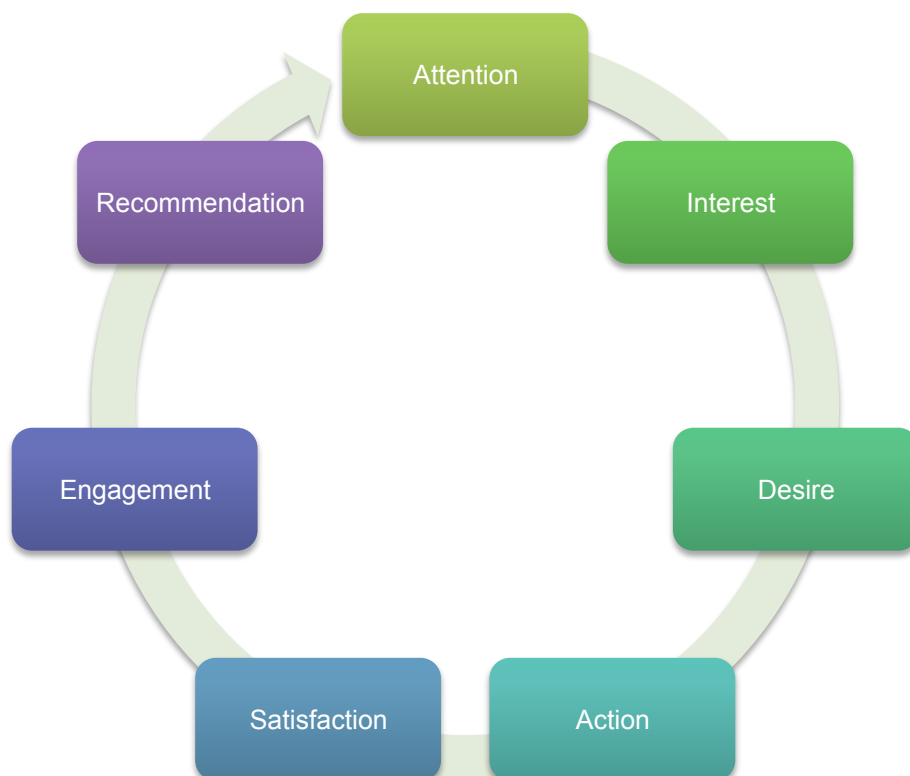 Attention
Interest
Desire
Action
Satisfaction
Engagement
Recommendation